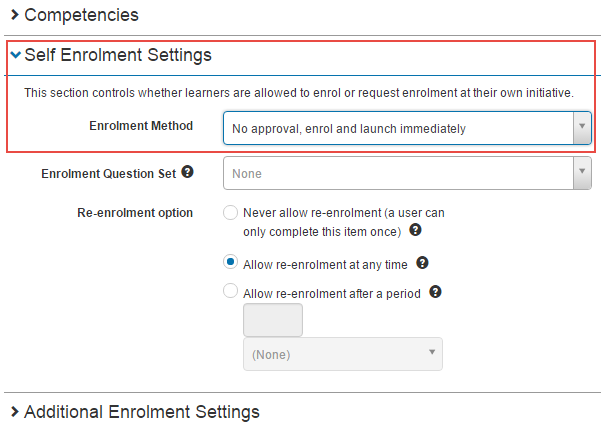 Competencies
Self Enrolment Settings
This section controls whether learners are allowed to enrol or request enrolment at their own initiative.
Enrolment Method
No approval, enrol and launch immediately
Enrolment Question Set ?
None
Re-enrolment option
Never allow re-enrolment (a user can
only complete this item once) ?
Allow re-enrolment at any time ?
Allow re-enrolment after a period ?
(None)
Additional Enrolment Settings